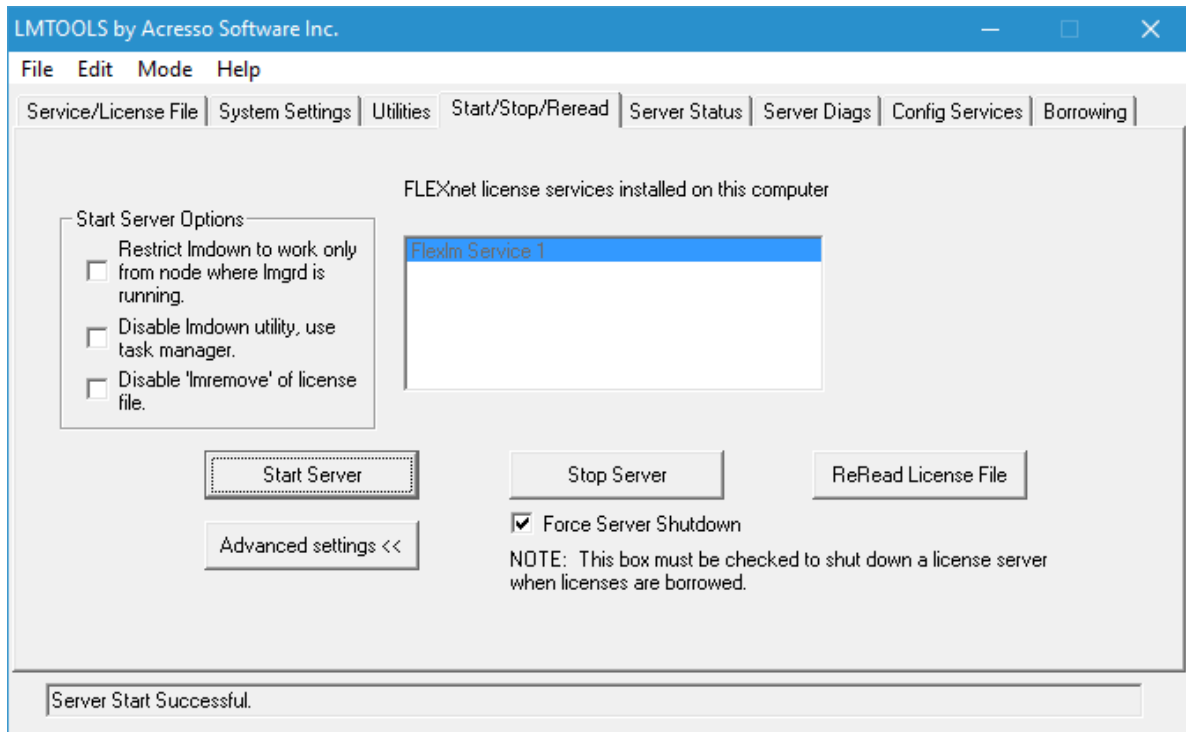 LMTOOLS by Acresso Software Inc.
File Edit Mode Help
Service/License File System Settings Utilities Start/Stop/Reread Server Status Server Diags Config Services Borrowing
FLEXnet license services installed on this computer
Start Server Options
Restrict lmdown to work only
from node where lmgrd is
running.
Disable lmdown utility, use
task manager.
Disable 'lmremove' of license
file.
Flexlm Service 1
Start Server Stop Server ReRead License File
Advanced settings <<
Force Server Shutdown
NOTE: This box must be checked to shut down a license server
when licenses are borrowed.
Server Start Successful.